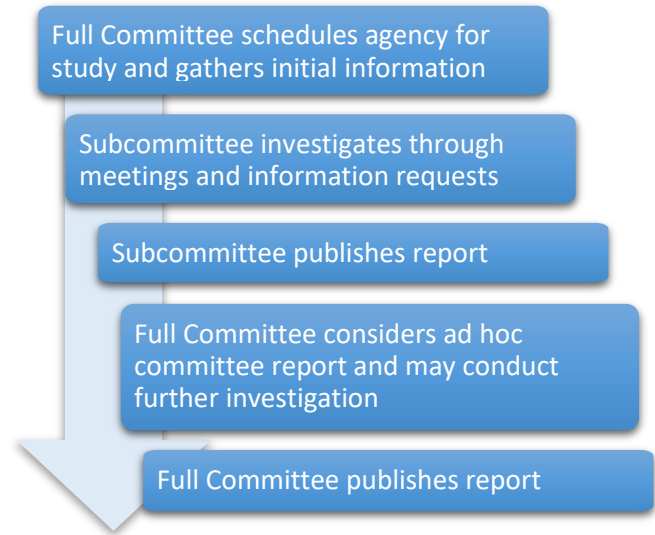 Full Committee schedules agency for
study and gathers initial information
Subcommittee investigates through
meetings and information requests
Subcommittee publishes report
Full Committee considers ad hoc
committee report and may conduct
further investigation
Full Committee publishes report